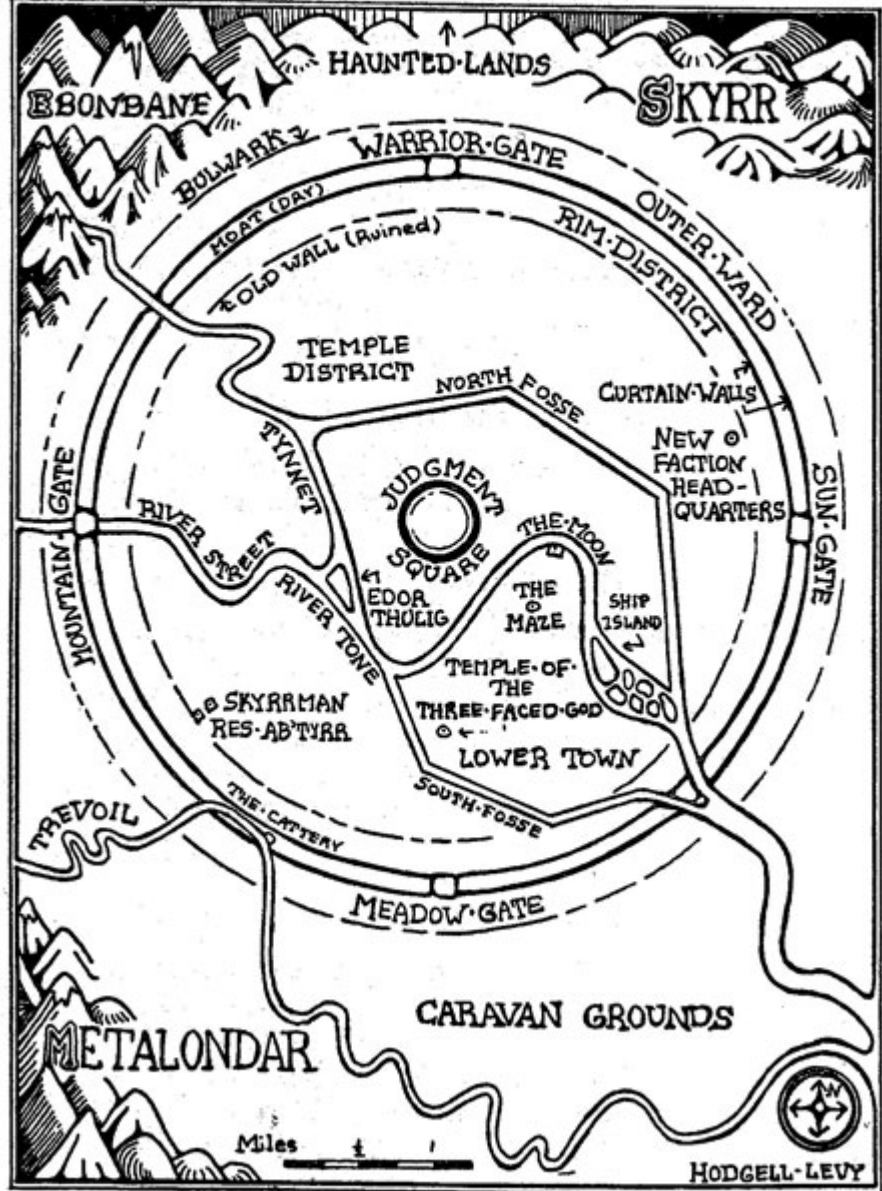 HAUNTED·LANDS
EBONBANE
SKYRR
BULWARK
WARRIOR·GATE
MOAT (DRY)
OUTER·WARD
RIM·DISTRICT
OLD WALL (Ruined)
TEMPLE
DISTRICT
NORTH FOSSE
CURTAIN·WALLS
TYNNET
NEW
FACTION
HEAD-
QUARTERS
JUDGMENT
SQUARE
MOUNTAIN·GATE
SUN·GATE
RIVER STREET
THE·MOON
EDOR
THULIG
THE
MAZE
SHIP
ISLAND
RIVER TONE
TEMPLE·OF·
THE
THREE·FACED·GOD
SKYRRMAN
RES·AB'TYRR
LOWER TOWN
SOUTH·FOSSE
TREVOIL
THE·CATTERY
MEADOW·GATE
CARAVAN GROUNDS
METALONDAR
N
Miles ½ 1
HODGELL-LEVY